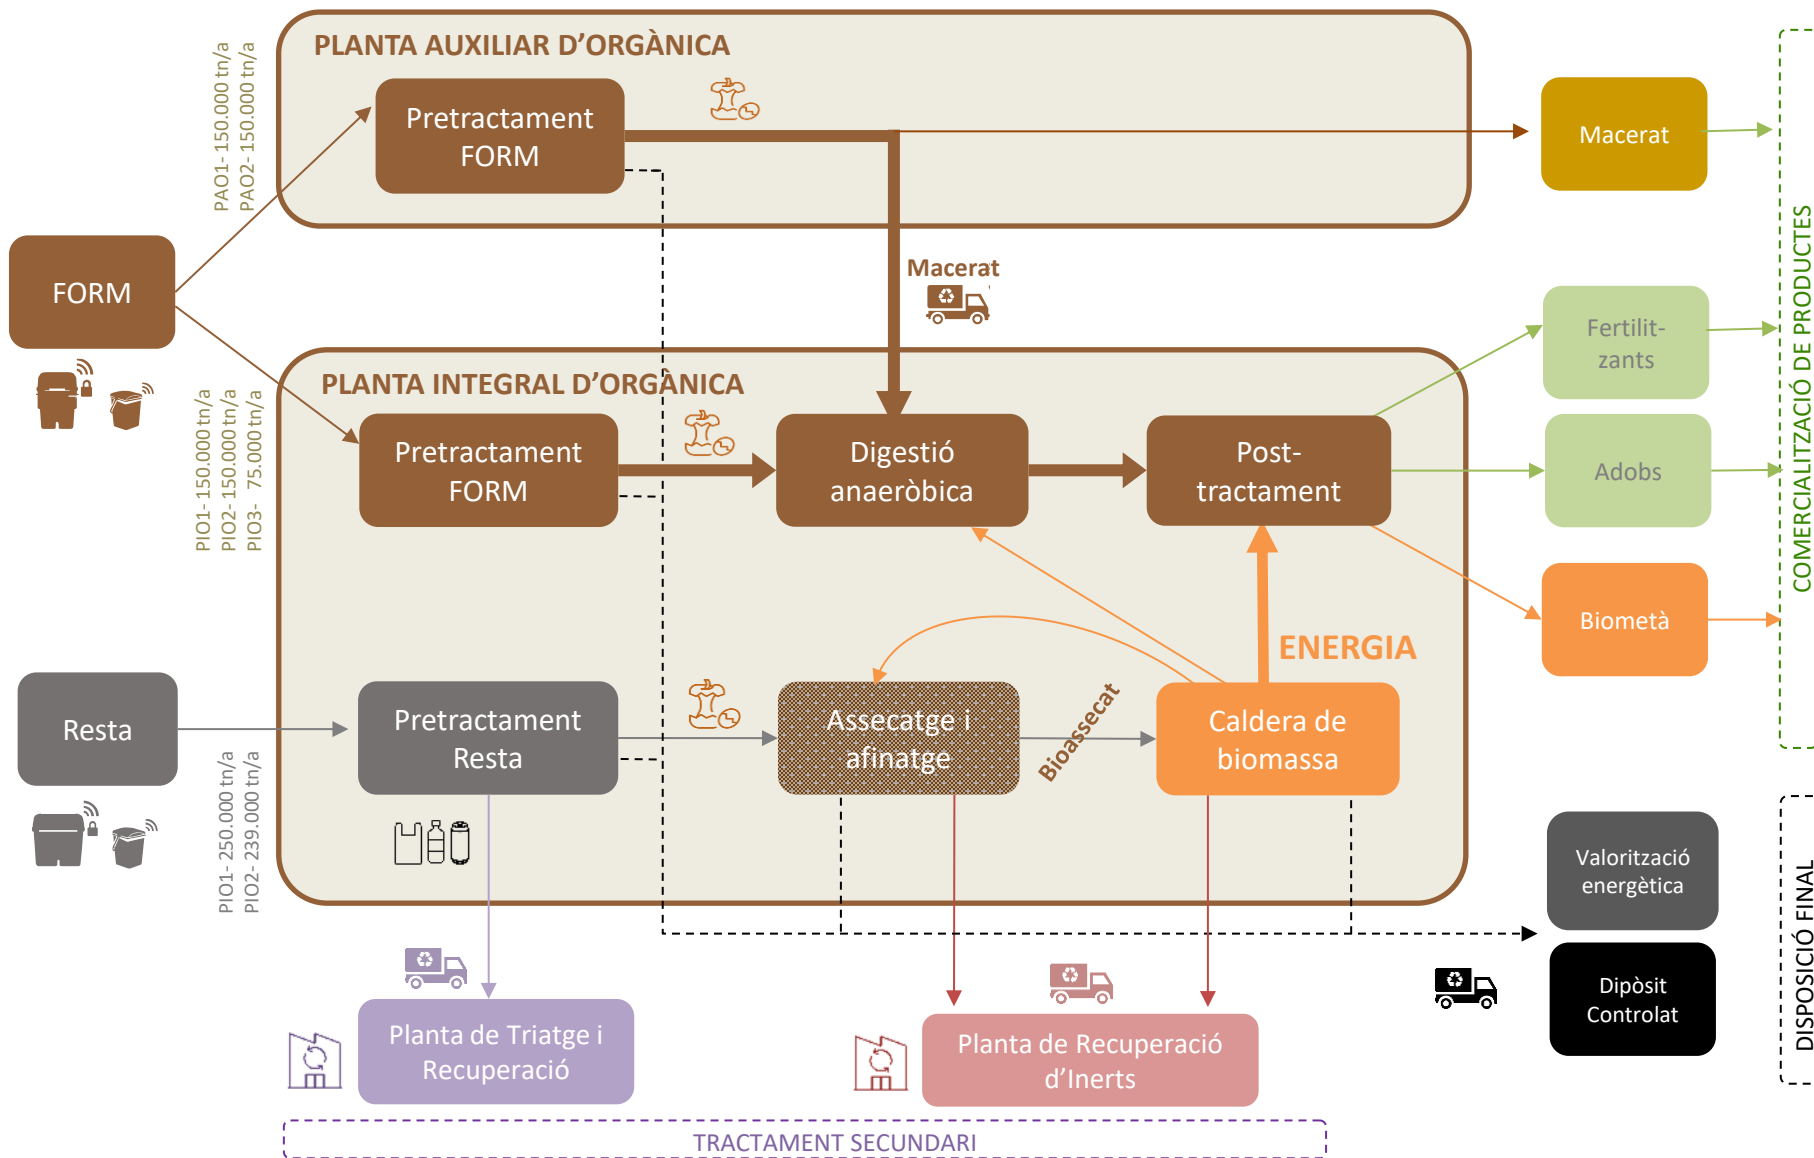 PLANTA AUXILIAR D'ORGÀNICA
PAO1- 150.000 tn/a
PAO2- 150.000 tn/a
Pretractament
FORM
Macerat
FORM
Macerat
Fertilit-
zants
COMERCIALITZACIÓ DE PRODUCTES
PLANTA INTEGRAL D'ORGÀNICA
PIO1- 150.000 tn/a
PIO2- 150.000 tn/a
PIO3- 75.000tn/a
Pretractament
FORM
Digestió
anaeròbica
Post-
tractament
Adobs
Biometà
ENERGIA
Resta
PIO1- 250.000 tn/a
PIO2- 239.000 tn/a
Pretractament
Resta
Assecatge i
afinatge
Bioassecat
Caldera de
biomassa
Valorització
energètica
Dipòsit
Controlat
DISPOSICIÓ FINAL
Planta de Triatge i
Recuperació
Planta de Recuperació
d'Inerts
TRACTAMENT SECUNDARI